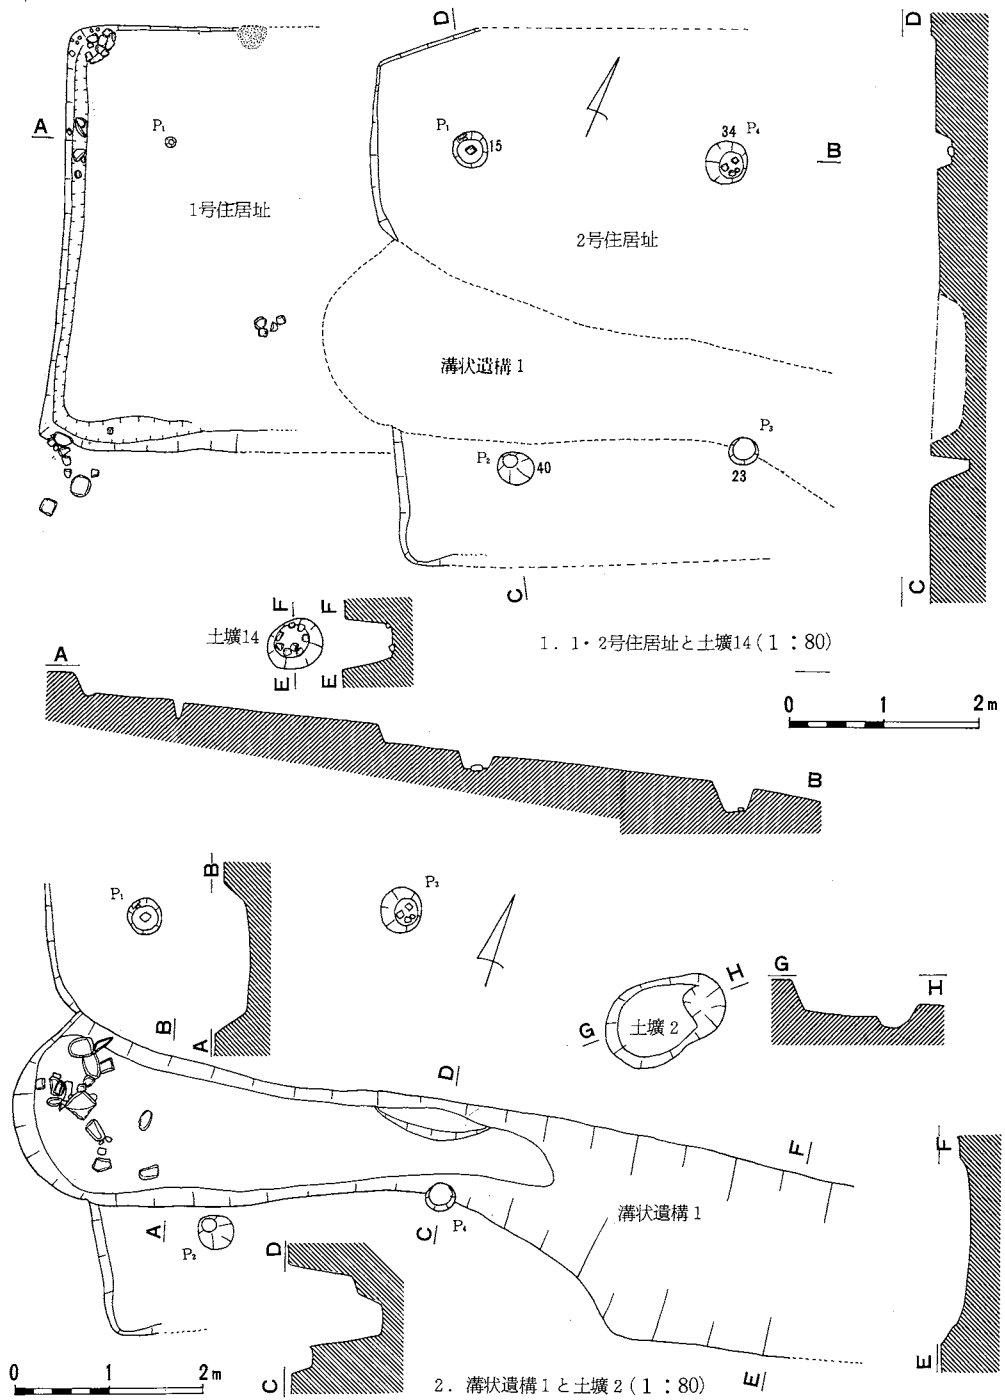 D
D
A
P₁
P₁
15
34 P₄
B
1号住居址
2号住居址
溝状遺構1
P₃
P₂
40
23
C
C
F
F
土壙14
E
E
1. 1・2号住居址と土壙14(1:80)
A
0 1 2m
B
B
P₁
P₃
H
G
H
G
土壙2
B
A
D
F
F
溝状遺構1
A
P₂
C
P₄
D
E
E
0 1 2m
C
2. 溝状遺構1と土壙2(1:80)